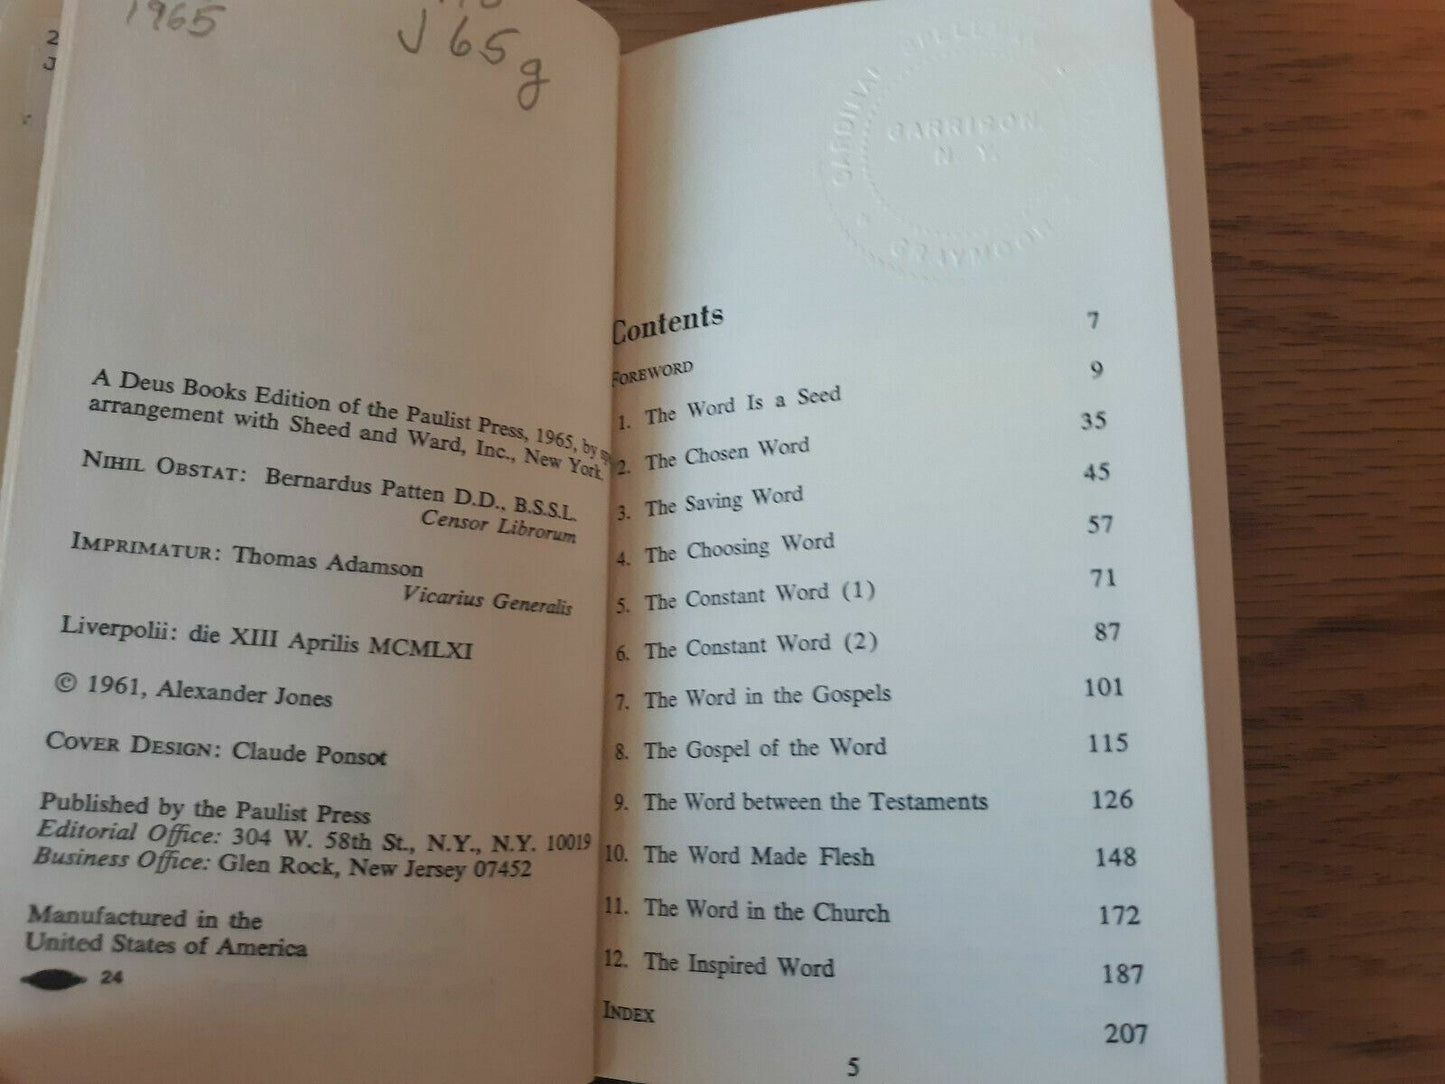 1965
J 65 g
A Deus Books Edition of the Paulist Press, 1965, by
arrangement with Sheed and Ward, Inc., New York
NIHIL OBSTAT: Bernardus Patten D.D., B.S.S.L.
Censor Librorum
IMPRIMATUR: Thomas Adamson
Vicarius Generalis
Liverpolii: die XIII Aprilis MCMLXI
© 1961, Alexander Jones
COVER DESIGN: Claude Ponsot
Published by the Paulist Press
Editorial Office: 304 W. 58th St., N.Y., N.Y. 10019
Business Office: Glen Rock, New Jersey 07452
Manufactured in the
United States of America
24
CARDINAL
GARRISON,
N. Y.
GRAYMOOR
Contents
FOREWORD 7
1. The Word Is a Seed 9
2. The Chosen Word 35
3. The Saving Word 45
4. The Choosing Word 57
5. The Constant Word (1) 71
6. The Constant Word (2) 87
7. The Word in the Gospels 101
8. The Gospel of the Word 115
9. The Word between the Testaments 126
10. The Word Made Flesh 148
11. The Word in the Church 172
12. The Inspired Word 187
INDEX 207
5